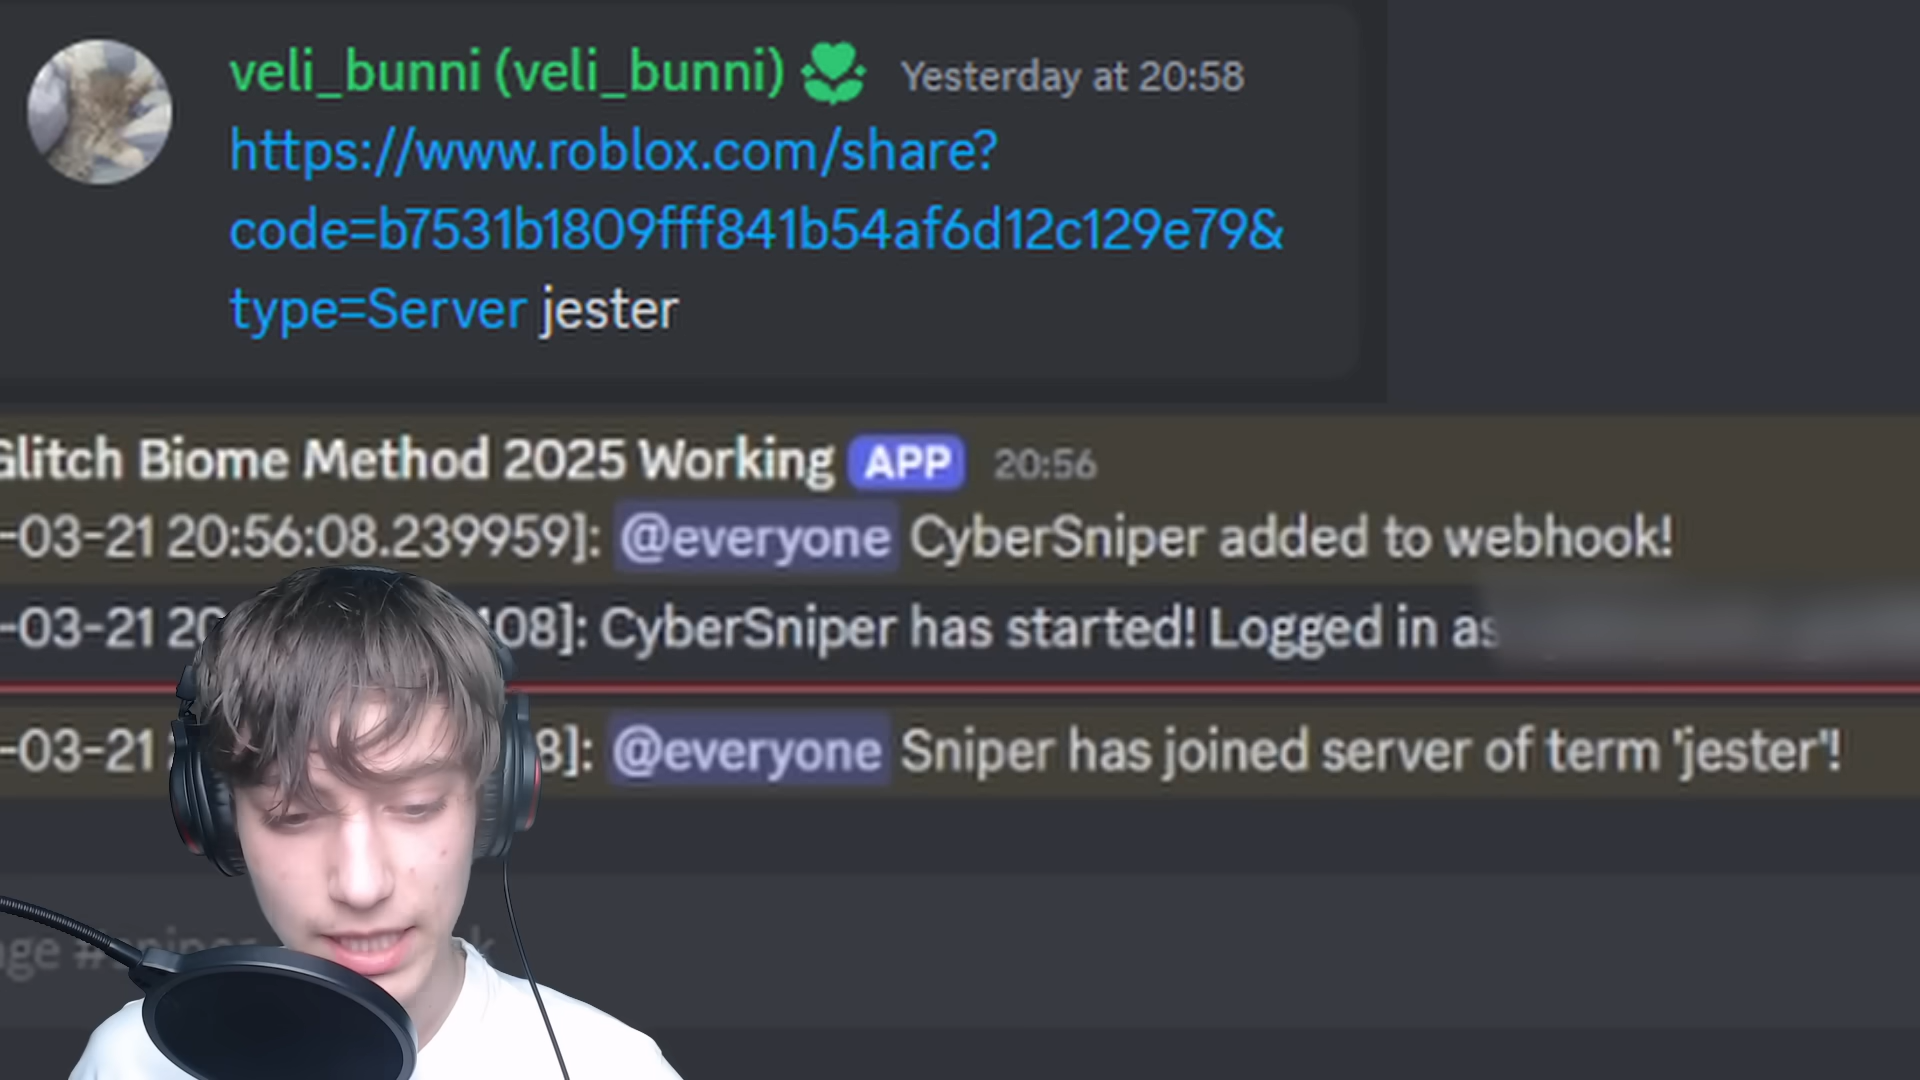 veli_bunni (veli_bunni) Yesterday at 20:58
https://www.roblox.com/share?
code=b7531b1809fff841b54af6d12c129e79&
type=Server jester
Glitch Biome Method 2025 Working APP 20:56
-03-21 20:56:08.239959]: @everyone CyberSniper added to webhook!
-03-21 20 108]: CyberSniper has started! Logged in as
-03-21 8]: @everyone Sniper has joined server of term 'jester'!